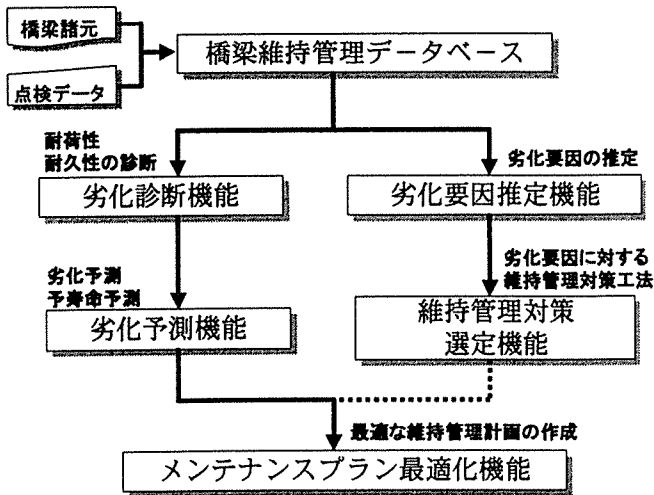 橋梁諸元
点検データ
橋梁維持管理データベース
耐荷性
耐久性の診断
劣化診断機能
劣化要因の推定
劣化要因推定機能
劣化予測
予寿命予測
劣化予測機能
劣化要因に対する
維持管理対策工法
維持管理対策
選定機能
最適な維持管理計画の作成
メンテナンスプラン最適化機能